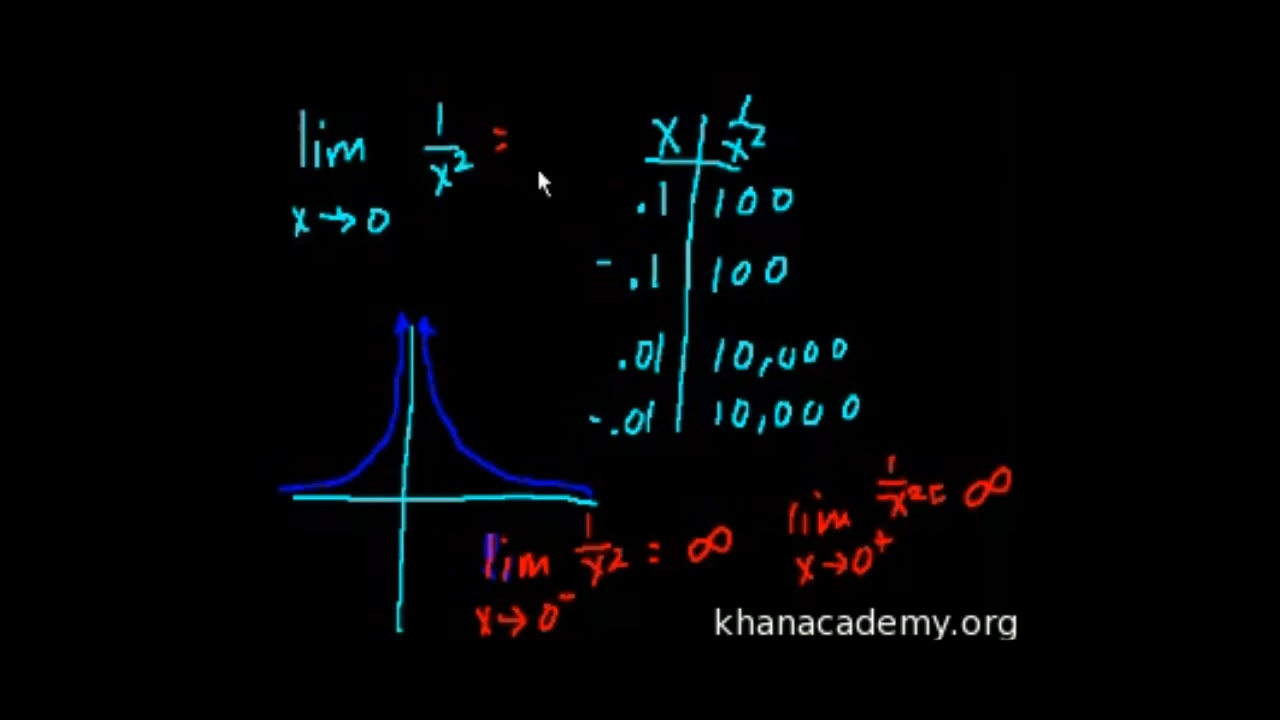 lim x→0 1/x² =
x | 1/x²
.1 | 100
-.1 | 100
.01 | 10,000
-.01 | 10,000
lim x→0⁻ 1/x² = ∞
lim x→0⁺ 1/x² = ∞
khanacademy.org